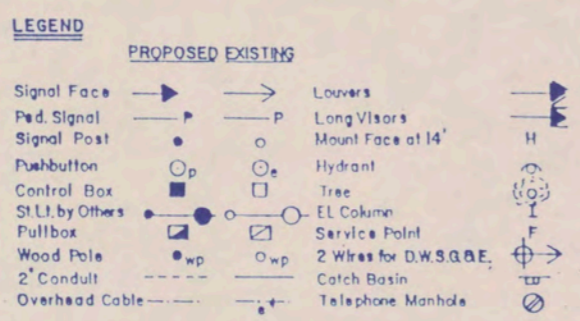 LEGEND
PROPOSED EXISTING
Signal Face
Ped. Signal P P
Signal Post
Pushbutton p e
Control Box
St.Lt. by Others
Pullbox
Wood Pole wp wp
2" Conduit
Overhead Cable e
Louvers
Long Visors
Mount Face at 14' H
Hydrant
Tree
EL Column I
Service Point F
2 Wires for D.W.S.G.&E.
Catch Basin
Telephone Manhole